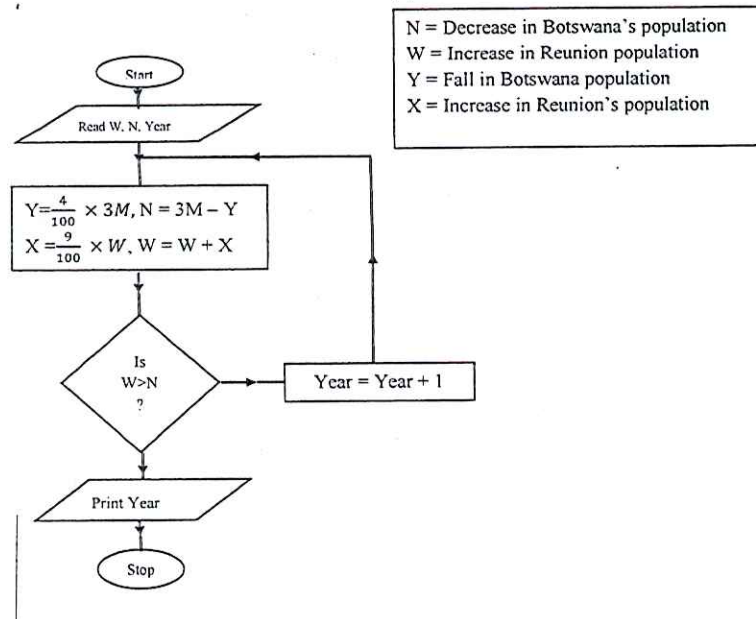 N = Decrease in Botswana's population
W = Increase in Reunion population
Y = Fall in Botswana population
X = Increase in Reunion's population
Start
Read W, N, Year
Y=4/100 × 3M, N = 3M – Y
X =9/100 × W, W = W + X
Is
W>N
?
Year = Year + 1
Print Year
Stop